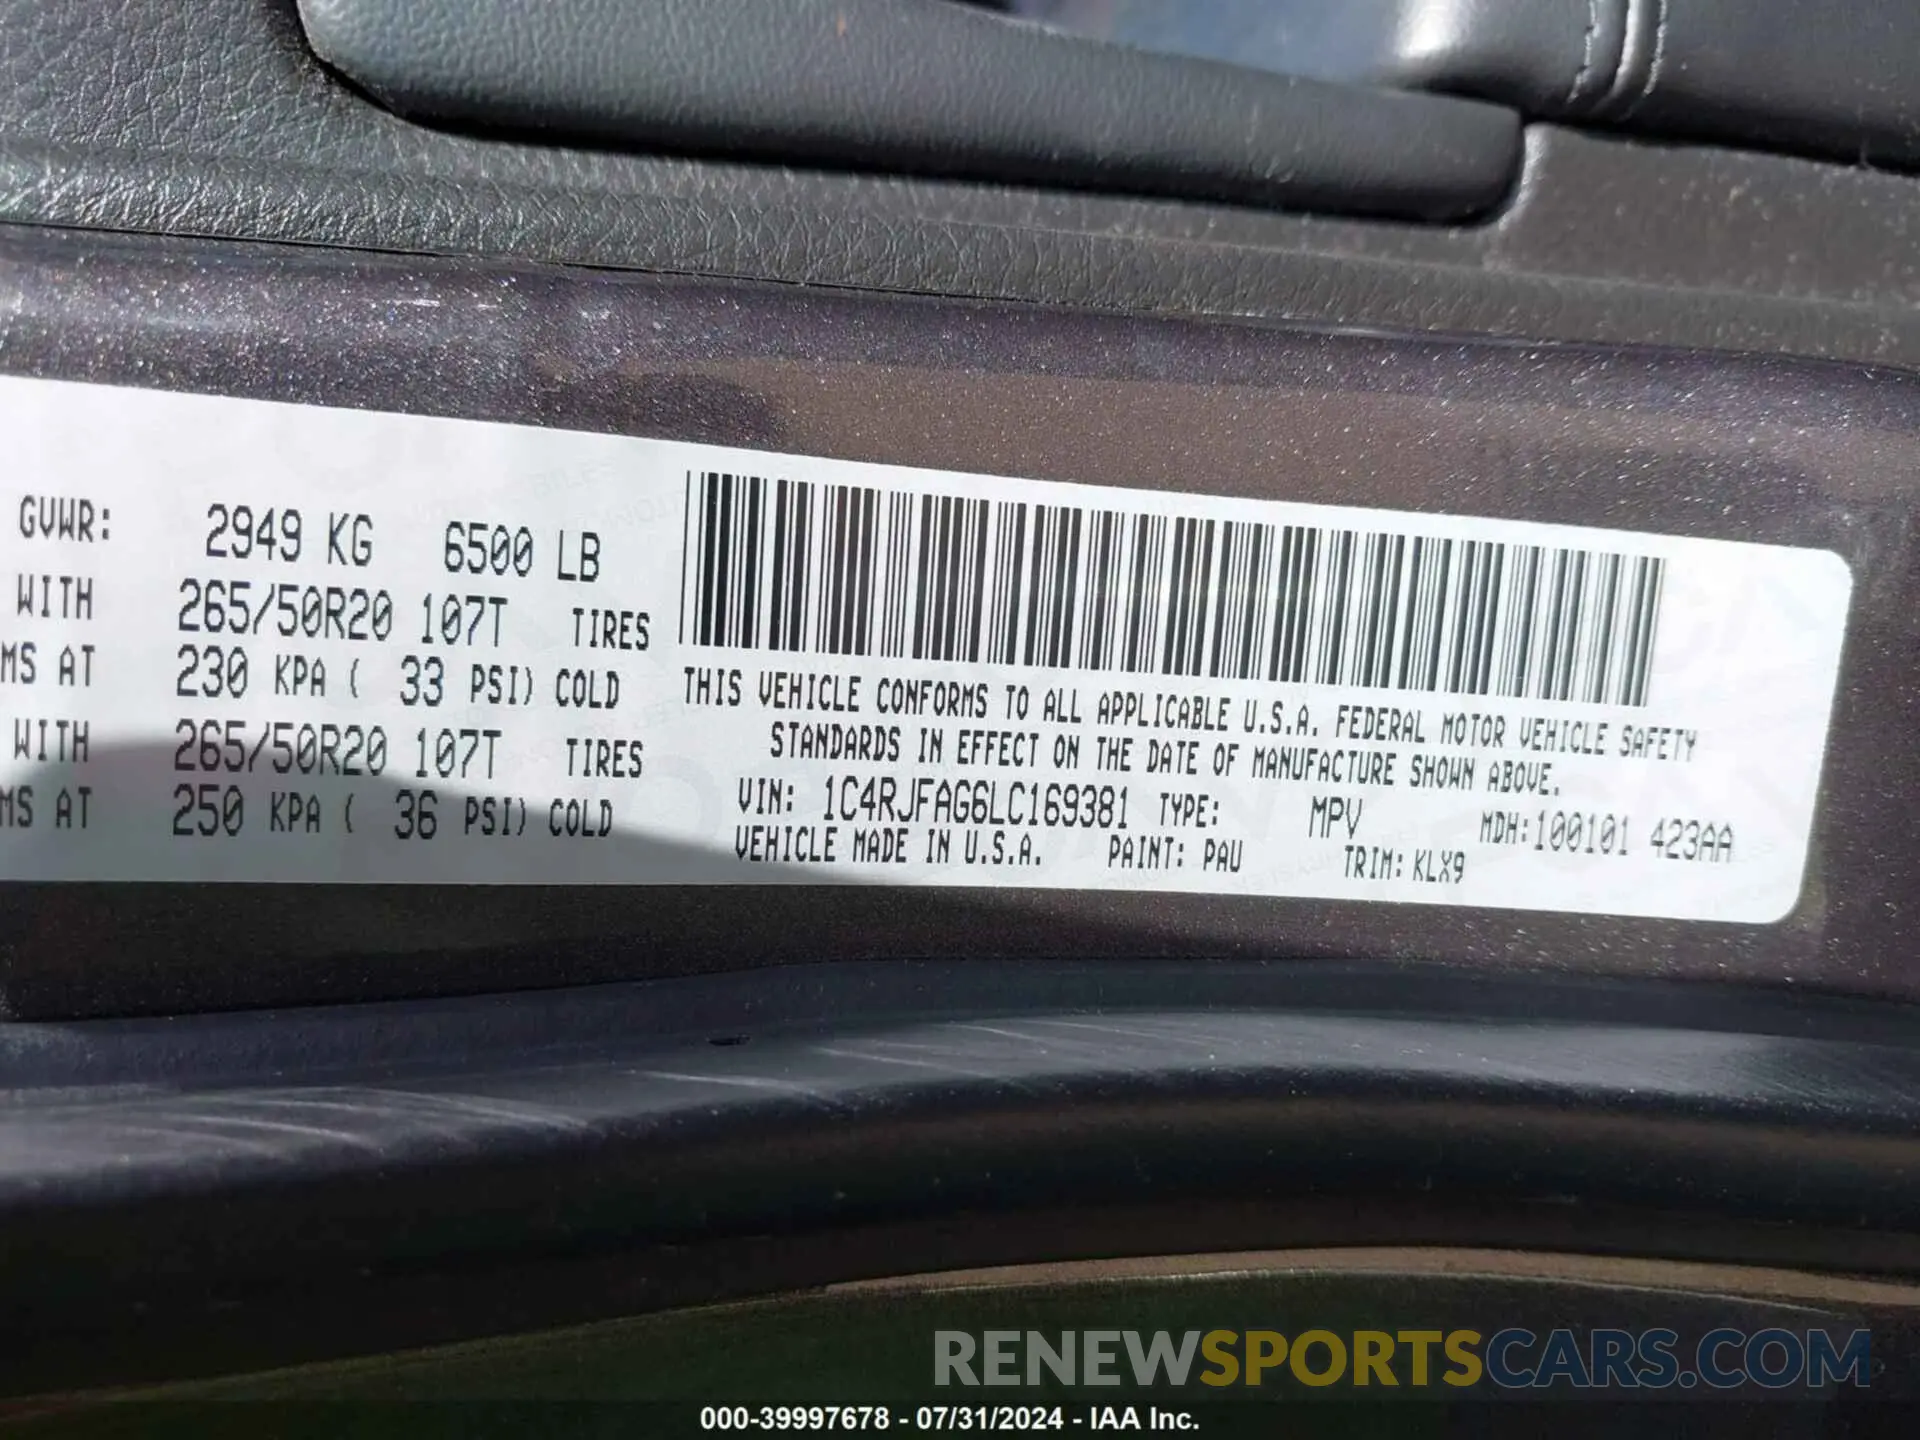 GVWR: 2949 KG 6500 LB
WITH 265/50R20 107T TIRES
MS AT 230 KPA ( 33 PSI) COLD
WITH 265/50R20 107T TIRES
MS AT 250 KPA ( 36 PSI) COLD
THIS VEHICLE CONFORMS TO ALL APPLICABLE U.S.A. FEDERAL MOTOR VEHICLE SAFETY
STANDARDS IN EFFECT ON THE DATE OF MANUFACTURE SHOWN ABOVE.
VIN: 1C4RJFAG6LC169381 TYPE: MPV MDH:100101 423AA
VEHICLE MADE IN U.S.A. PAINT: PAU TRIM: KLX9
RENEWSPORTSCARS.COM
000-39997678 - 07/31/2024 - IAA Inc.